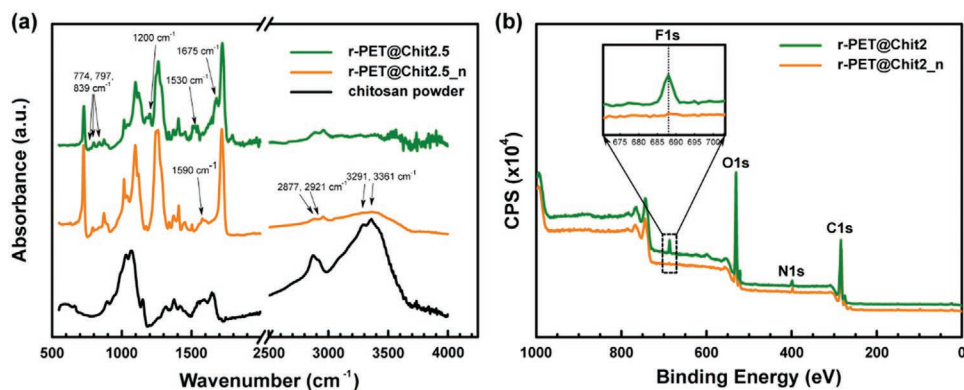 (a)
Absorbance (a.u.)
774, 797,
839 cm⁻¹
1200 cm⁻¹
1530 cm⁻¹
1675 cm⁻¹
r-PET@Chit2.5
r-PET@Chit2.5_n
chitosan powder
1590 cm⁻¹
2877, 2921 cm⁻¹
3291, 3361 cm⁻¹
500 1000 1500 2500 3000 3500 4000
Wavenumber (cm⁻¹)
(b)
CPS (x10⁴)
F1s
675 680 685 690 695 700
r-PET@Chit2
r-PET@Chit2_n
O1s
N1s
C1s
1000 800 600 400 200 0
Binding Energy (eV)